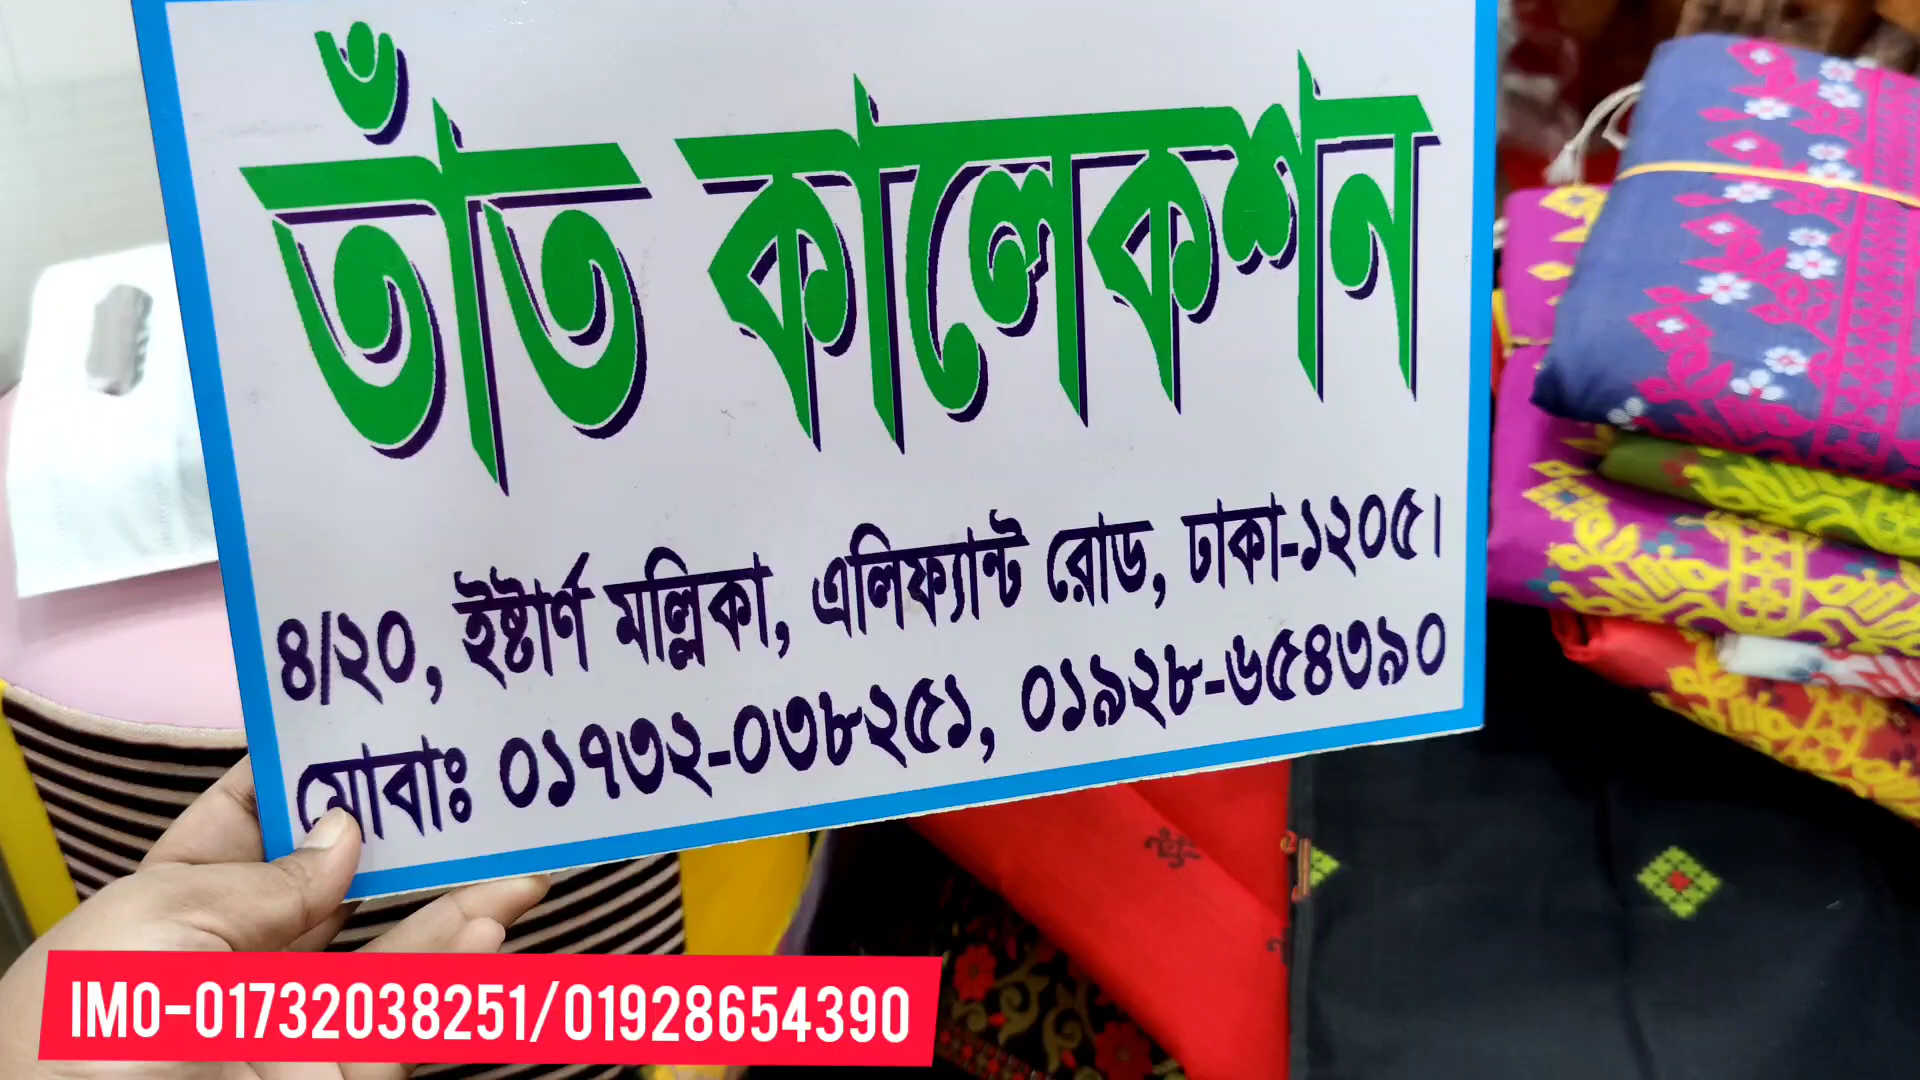 তাঁত কালেকশন
৪/২০, ইষ্টার্ণ মল্লিকা, এলিফ্যান্ট রোড, ঢাকা-১২০৫।
মোবাঃ ০১৭৩২-০৩৮২৫১, ০১৯২৮-৬৫৪৩৯০
IMO-01732038251/01928654390